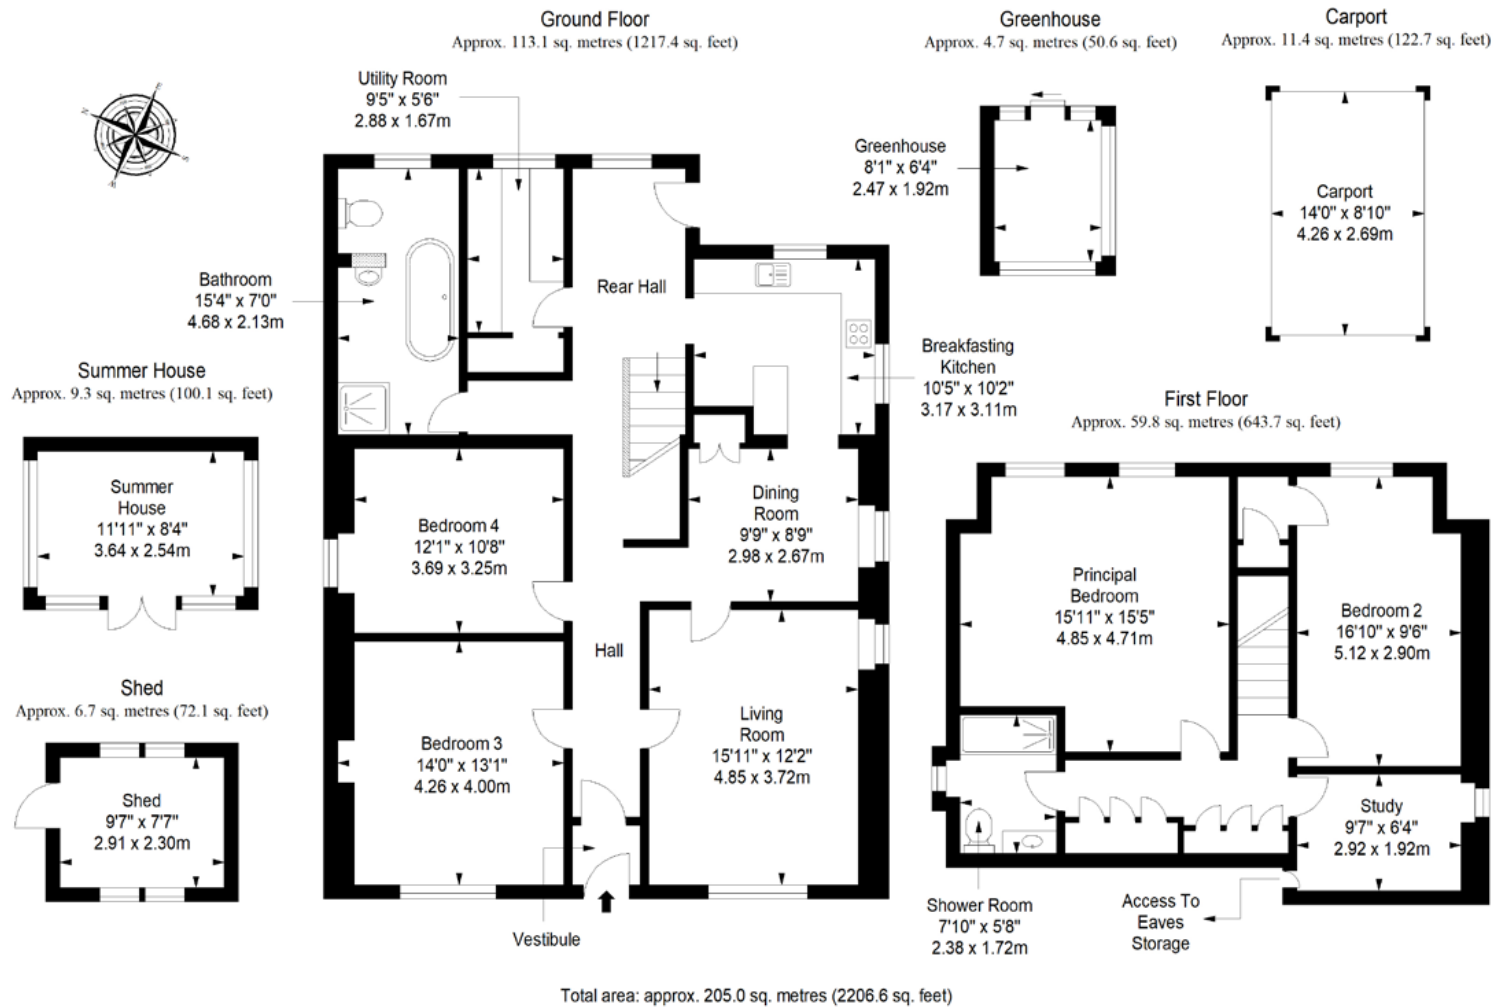 Ground Floor
Approx. 113.1 sq. metres (1217.4 sq. feet)
Greenhouse
Approx. 4.7 sq. metres (50.6 sq. feet)
Carport
Approx. 11.4 sq. metres (122.7 sq. feet)
Utility Room
9'5" x 5'6"
2.88 x 1.67m
N
E
S
W
Greenhouse
8'1" x 6'4"
2.47 x 1.92m
Carport
14'0" x 8'10"
4.26 x 2.69m
Bathroom
15'4" x 7'0"
4.68 x 2.13m
Rear Hall
Breakfasting
Kitchen
10'5" x 10'2"
3.17 x 3.11m
Summer House
Approx. 9.3 sq. metres (100.1 sq. feet)
First Floor
Approx. 59.8 sq. metres (643.7 sq. feet)
Summer
House
11'11" x 8'4"
3.64 x 2.54m
Bedroom 4
12'1" x 10'8"
3.69 x 3.25m
Dining
Room
9'9" x 8'9"
2.98 x 2.67m
Principal
Bedroom
15'11" x 15'5"
4.85 x 4.71m
Bedroom 2
16'10" x 9'6"
5.12 x 2.90m
Hall
Shed
Approx. 6.7 sq. metres (72.1 sq. feet)
Shed
9'7" x 7'7"
2.91 x 2.30m
Bedroom 3
14'0" x 13'1"
4.26 x 4.00m
Living
Room
15'11" x 12'2"
4.85 x 3.72m
Study
9'7" x 6'4"
2.92 x 1.92m
Vestibule
Shower Room
7'10" x 5'8"
2.38 x 1.72m
Access To
Eaves
Storage
Total area: approx. 205.0 sq. metres (2206.6 sq. feet)